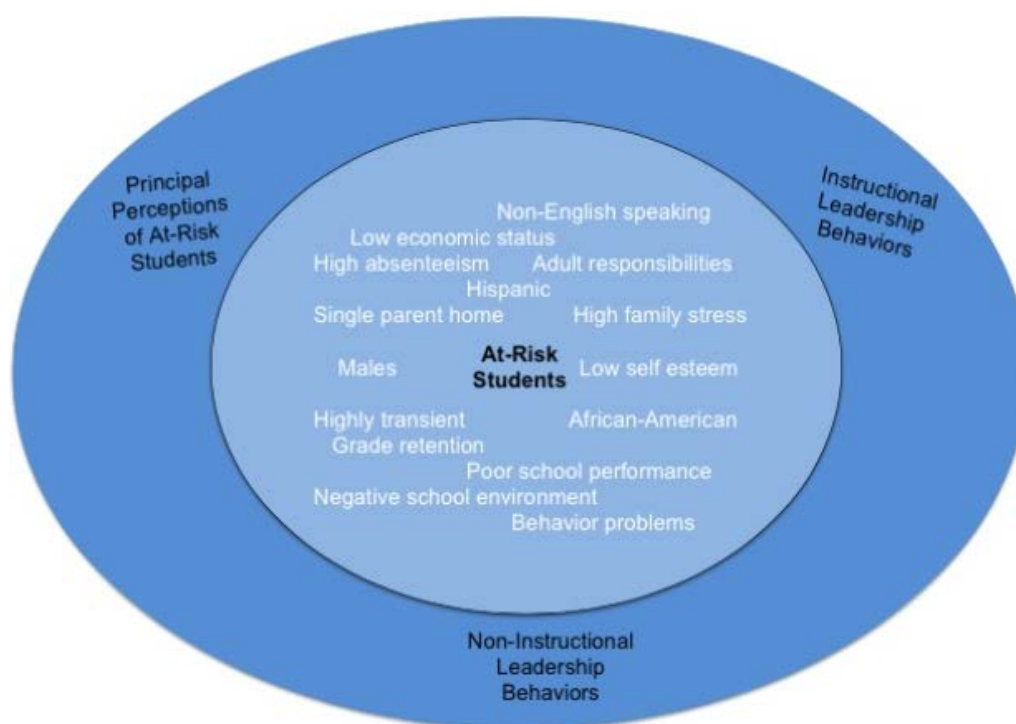 Principal
Perceptions
of At-Risk
Students
Instructional
Leadership
Behaviors
Non-English speaking
Low economic status
High absenteeism
Adult responsibilities
Hispanic
Single parent home
High family stress
At-Risk
Students
Males
Low self esteem
Highly transient
African-American
Grade retention
Poor school performance
Negative school environment
Behavior problems
Non-Instructional
Leadership
Behaviors